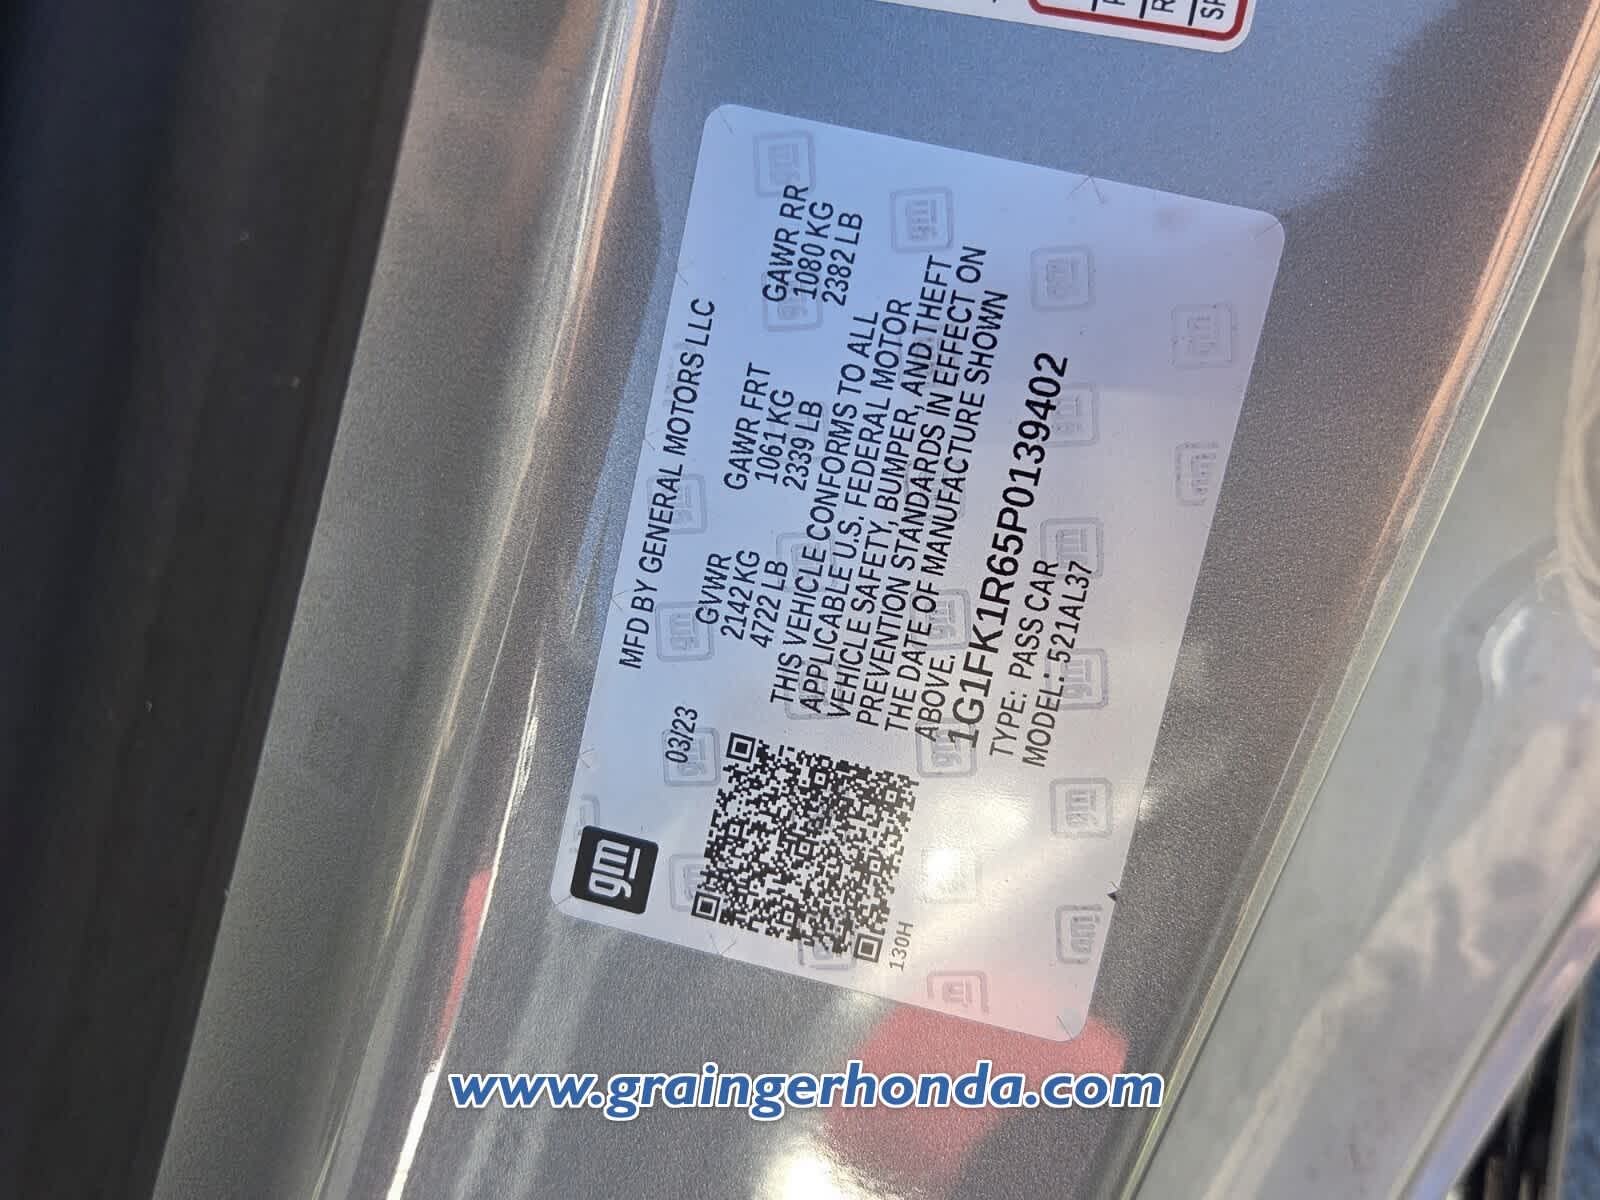 gm
03/23
MFD BY GENERAL MOTORS LLC
GVWR GAWR FRT GAWR RR
2142 KG 1061 KG 1080 KG
4722 LB 2339 LB 2382 LB
THIS VEHICLE CONFORMS TO ALL
APPLICABLE U.S. FEDERAL MOTOR
VEHICLE SAFETY, BUMPER, AND THEFT
PREVENTION STANDARDS IN EFFECT ON
THE DATE OF MANUFACTURE SHOWN
ABOVE.
1G1FK1R65P0139402
TYPE: PASS CAR
MODEL: 521AL37
130H
www.graingerhonda.com